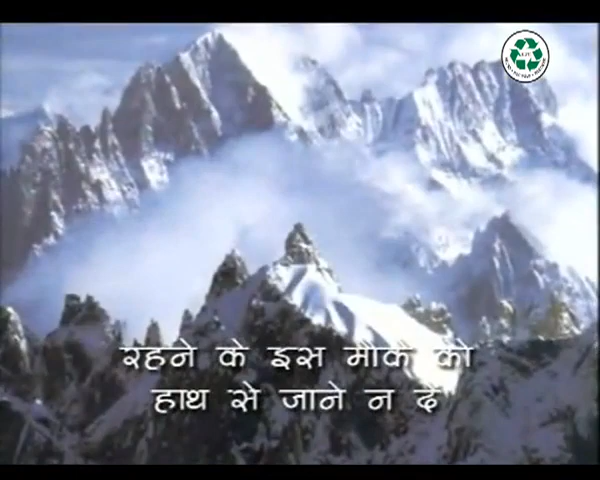 रहने के इस मौके को
हाथ से जाने न दें